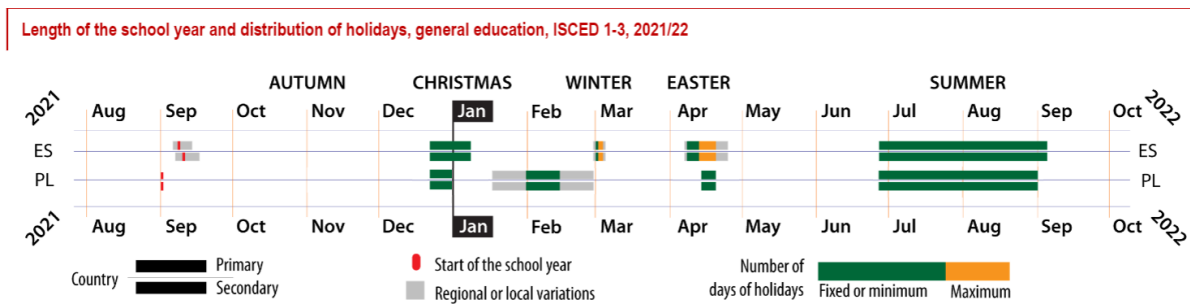 Length of the school year and distribution of holidays, general education, ISCED 1-3, 2021/22
AUTUMN CHRISTMAS WINTER EASTER SUMMER
2021 Aug Sep Oct Nov Dec Jan Feb Mar Apr May Jun Jul Aug Sep Oct 2022
ES ES
PL PL
2021 Aug Sep Oct Nov Dec Jan Feb Mar Apr May Jun Jul Aug Sep Oct 2022
Country Primary
Secondary
Start of the school year
Regional or local variations
Number of
days of holidays Fixed or minimum Maximum